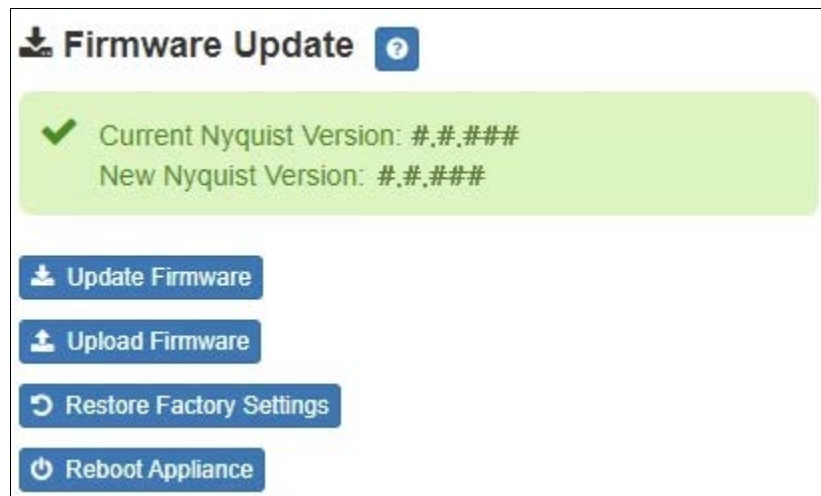 Firmware Update ?
Current Nyquist Version: #.#.###
New Nyquist Version: #.#.###
Update Firmware
Upload Firmware
Restore Factory Settings
Reboot Appliance